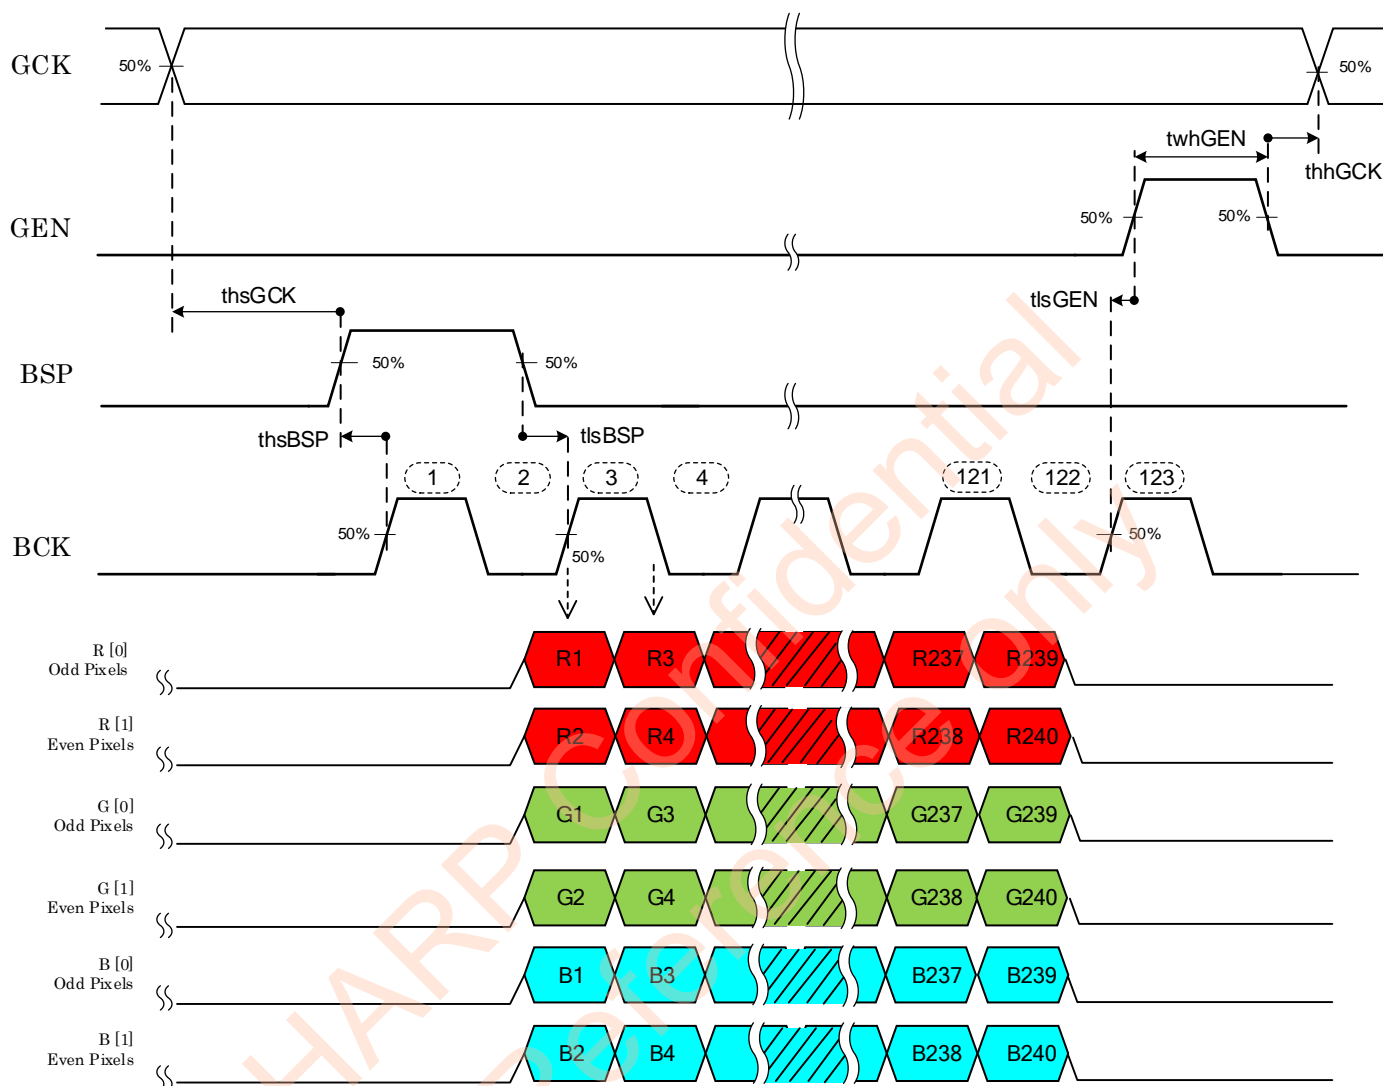 GCK
50%
50%
twhGEN
thhGCK
GEN
50%
50%
thsGCK
tlsGEN
BSP
50%
50%
thsBSP
tlsBSP
1
2
3
4
121
122
123
BCK
50%
50%
50%
R [0]
Odd Pixels
R1
R3
R237
R239
R [1]
Even Pixels
R2
R4
R238
R240
G [0]
Odd Pixels
G1
G3
G237
G239
G [1]
Even Pixels
G2
G4
G238
G240
B [0]
Odd Pixels
B1
B3
B237
B239
B [1]
Even Pixels
B2
B4
B238
B240
HARP Confidential
Reference only